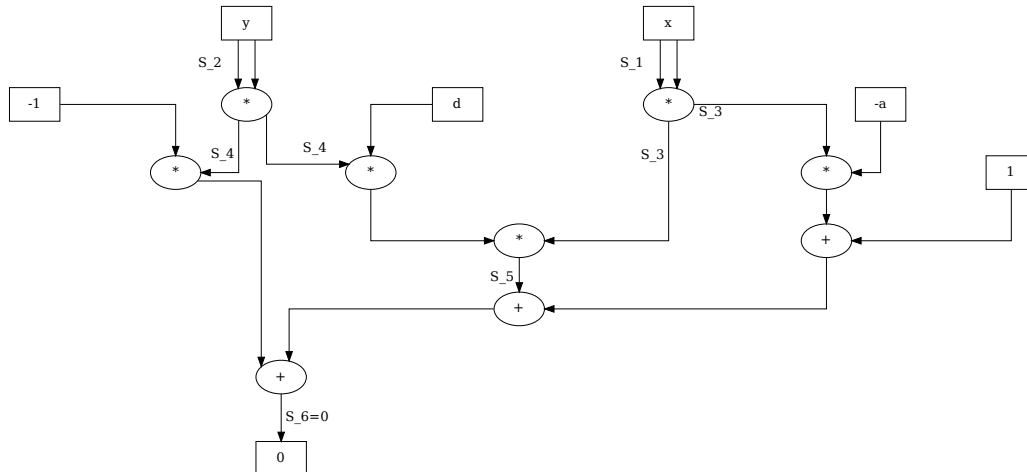 y
x
S_2
S_1
-1
*
d
*
S_3
-a
S_4
S_4
S_3
*
*
*
1
*
+
S_5
+
+
S_6=0
0